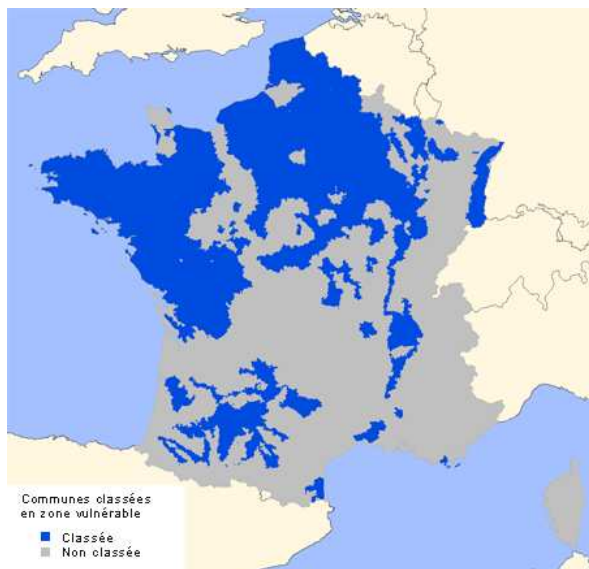 Communes classées
en zone vulnérable
Classée
Non classée